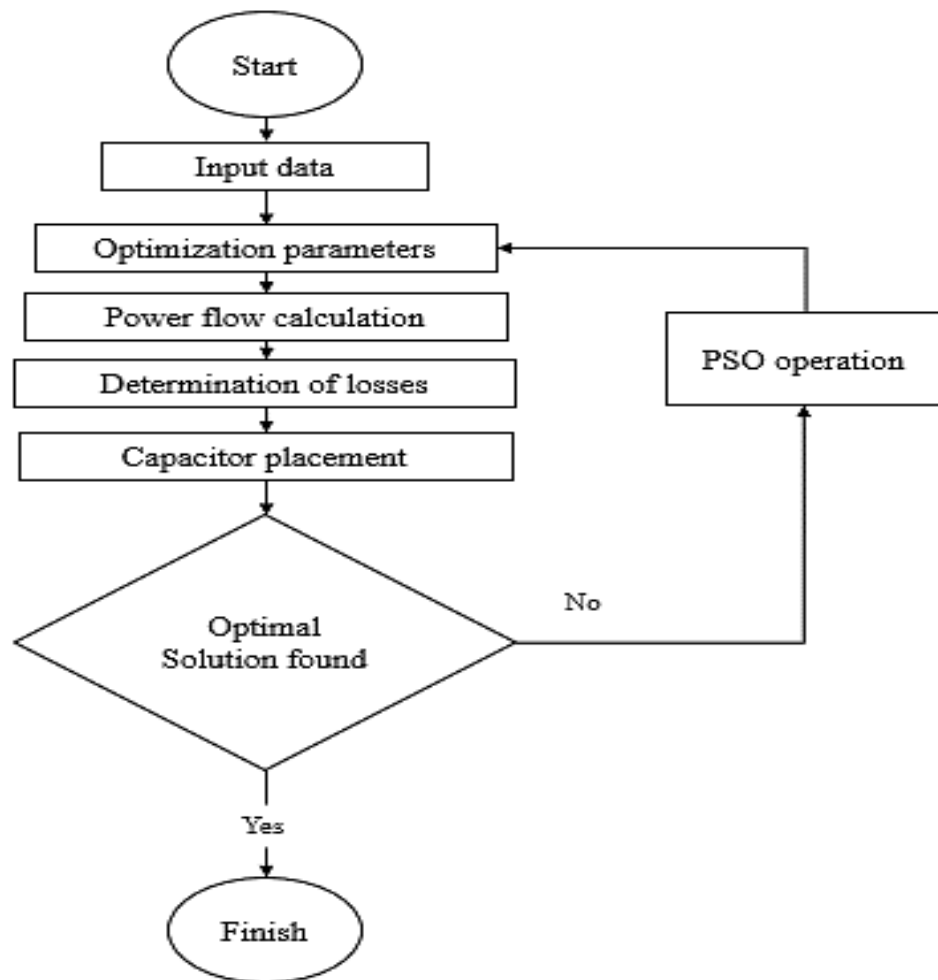 Start
Input data
Optimization parameters
Power flow calculation
PSO operation
Determination of losses
Capacitor placement
No
Optimal
Solution found
Yes
Finish